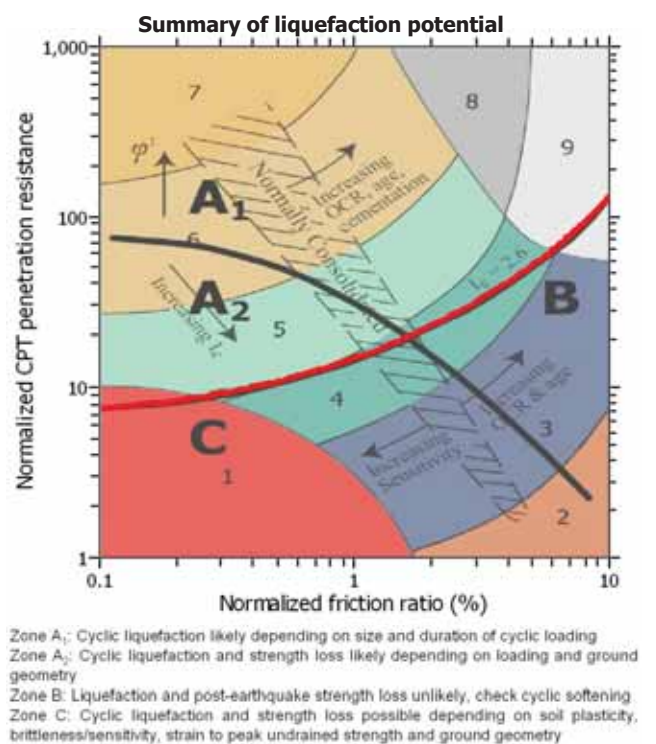 Summary of liquefaction potential
1,000
100
10
1
Normalized CPT penetration resistance
7
8
9
φ'
A1
Normally Consolidated
Increasing
OCR, age,
cementation
6
A2
Increasing Ic
5
Ic = 2.6
B
4
C
1
Increasing
OCR & age
3
Increasing
Sensitivity
2
0.1
1
10
Normalized friction ratio (%)
Zone A1: Cyclic liquefaction likely depending on size and duration of cyclic loading
Zone A2: Cyclic liquefaction and strength loss likely depending on loading and ground
geometry
Zone B: Liquefaction and post-earthquake strength loss unlikely, check cyclic softening
Zone C: Cyclic liquefaction and strength loss possible depending on soil plasticity,
brittleness/sensitivity, strain to peak undrained strength and ground geometry